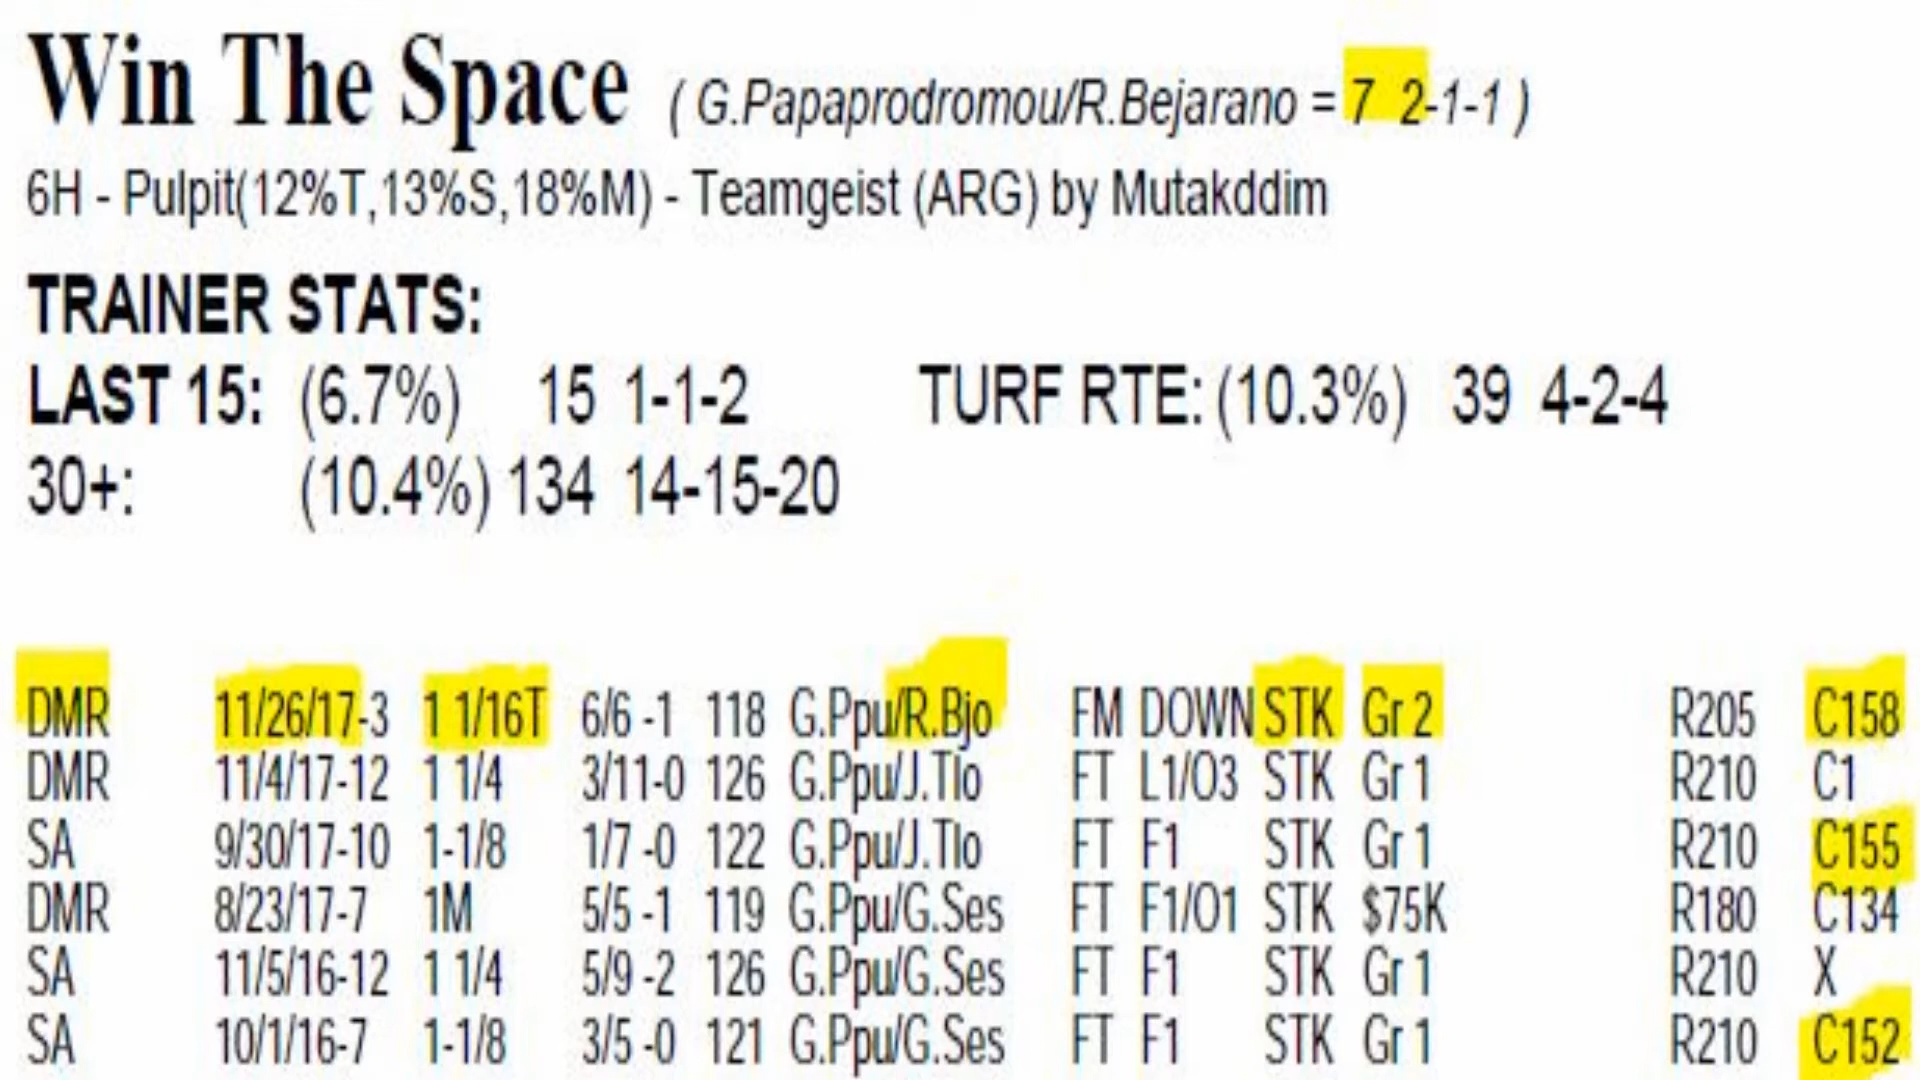 Win The Space ( G.Papaprodromou/R.Bejarano = 7 2-1-1 )
6H - Pulpit(12%T,13%S,18%M) - Teamgeist (ARG) by Mutakddim
TRAINER STATS:
LAST 15: (6.7%) 15 1-1-2 TURF RTE: (10.3%) 39 4-2-4
30+: (10.4%) 134 14-15-20
DMR 11/26/17-3 1 1/16T 6/6 -1 118 G.Ppu/R.Bjo FM DOWN STK Gr 2 R205 C158
DMR 11/4/17-12 1 1/4 3/11-0 126 G.Ppu/J.Tlo FT L1/O3 STK Gr 1 R210 C1
SA 9/30/17-10 1-1/8 1/7 -0 122 G.Ppu/J.Tlo FT F1 STK Gr 1 R210 C155
DMR 8/23/17-7 1M 5/5 -1 119 G.Ppu/G.Ses FT F1/O1 STK $75K R180 C134
SA 11/5/16-12 1 1/4 5/9 -2 126 G.Ppu/G.Ses FT F1 STK Gr 1 R210 X
SA 10/1/16-7 1-1/8 3/5 -0 121 G.Ppu/G.Ses FT F1 STK Gr 1 R210 C152